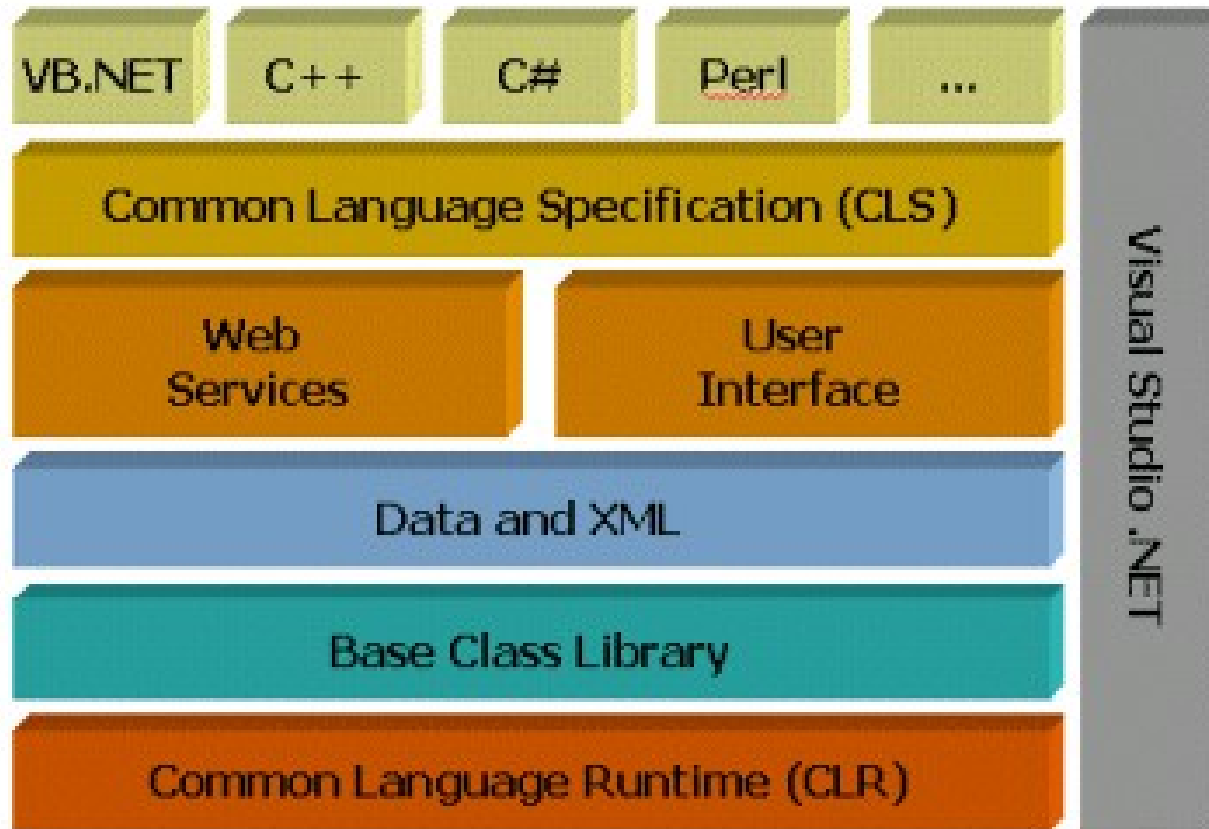 VB.NET
C++
C#
Perl
...
Common Language Specification (CLS)
Web
Services
User
Interface
Data and XML
Base Class Library
Common Language Runtime (CLR)
Visual Studio .NET